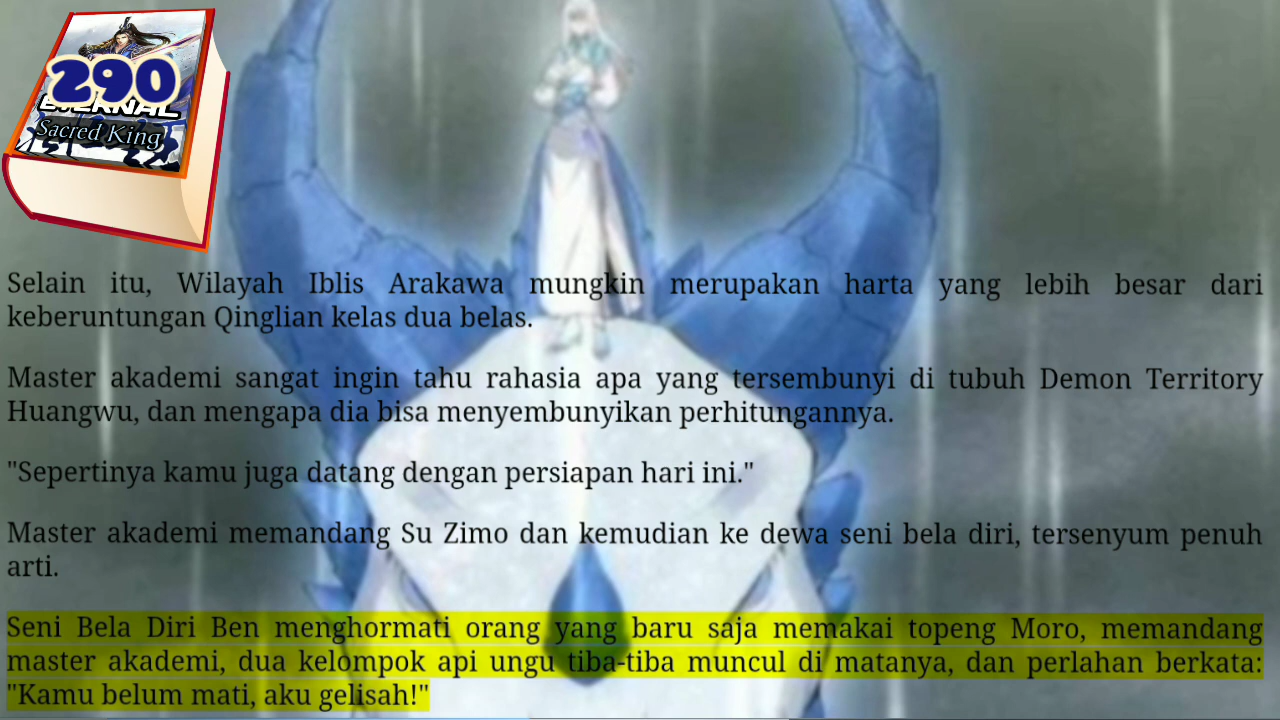 290
ETERNAL
Sacred King
Selain itu, Wilayah Iblis Arakawa mungkin merupakan harta yang lebih besar dari
keberuntungan Qinglian kelas dua belas.
Master akademi sangat ingin tahu rahasia apa yang tersembunyi di tubuh Demon Territory
Huangwu, dan mengapa dia bisa menyembunyikan perhitungannya.
"Sepertinya kamu juga datang dengan persiapan hari ini."
Master akademi memandang Su Zimo dan kemudian ke dewa seni bela diri, tersenyum penuh
arti.
Seni Bela Diri Ben menghormati orang yang baru saja memakai topeng Moro, memandang
master akademi, dua kelompok api ungu tiba-tiba muncul di matanya, dan perlahan berkata:
"Kamu belum mati, aku gelisah!"